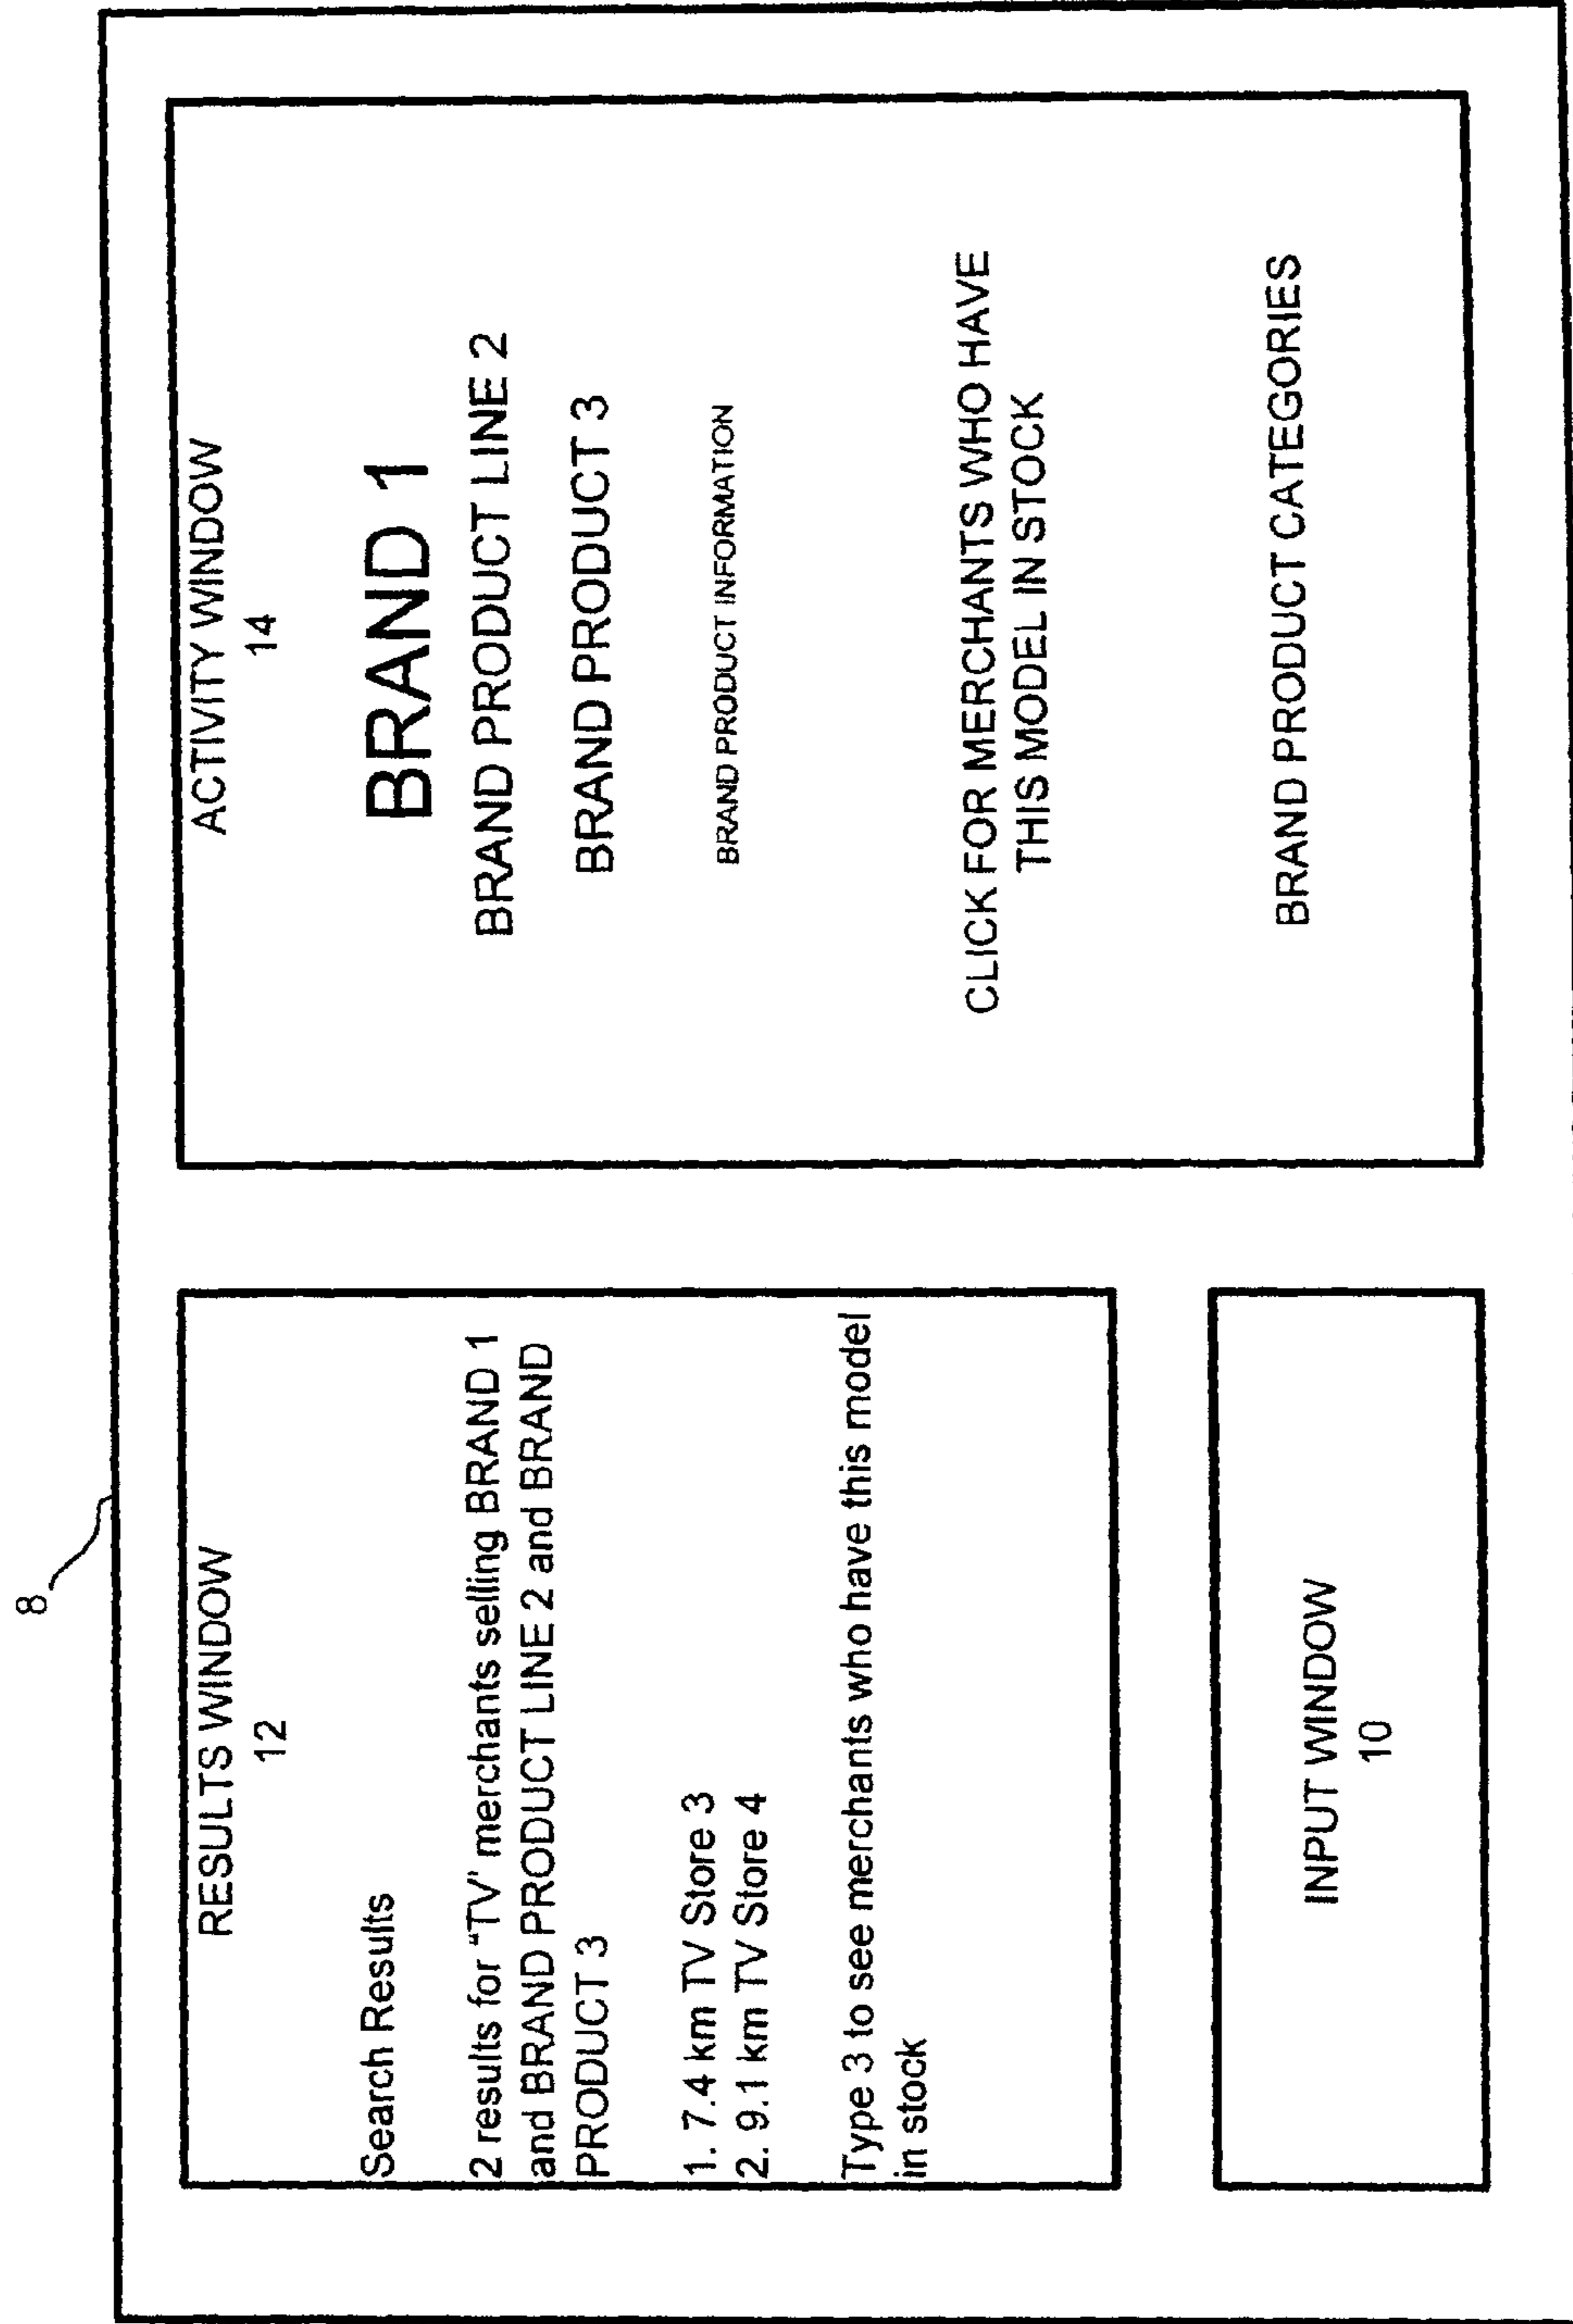 8
RESULTS WINDOW
12
Search Results
2 results for "TV' merchants selling BRAND 1
and BRAND PRODUCT LINE 2 and BRAND
PRODUCT 3
1. 7.4 km TV Store 3
2. 9.1 km TV Store 4
Type 3 to see merchants who have this model
in stock
INPUT WINDOW
10
ACTIVITY WINDOW
14
BRAND 1
BRAND PRODUCT LINE 2
BRAND PRODUCT 3
BRAND PRODUCT INFORMATION
CLICK FOR MERCHANTS WHO HAVE
THIS MODEL IN STOCK
BRAND PRODUCT CATEGORIES